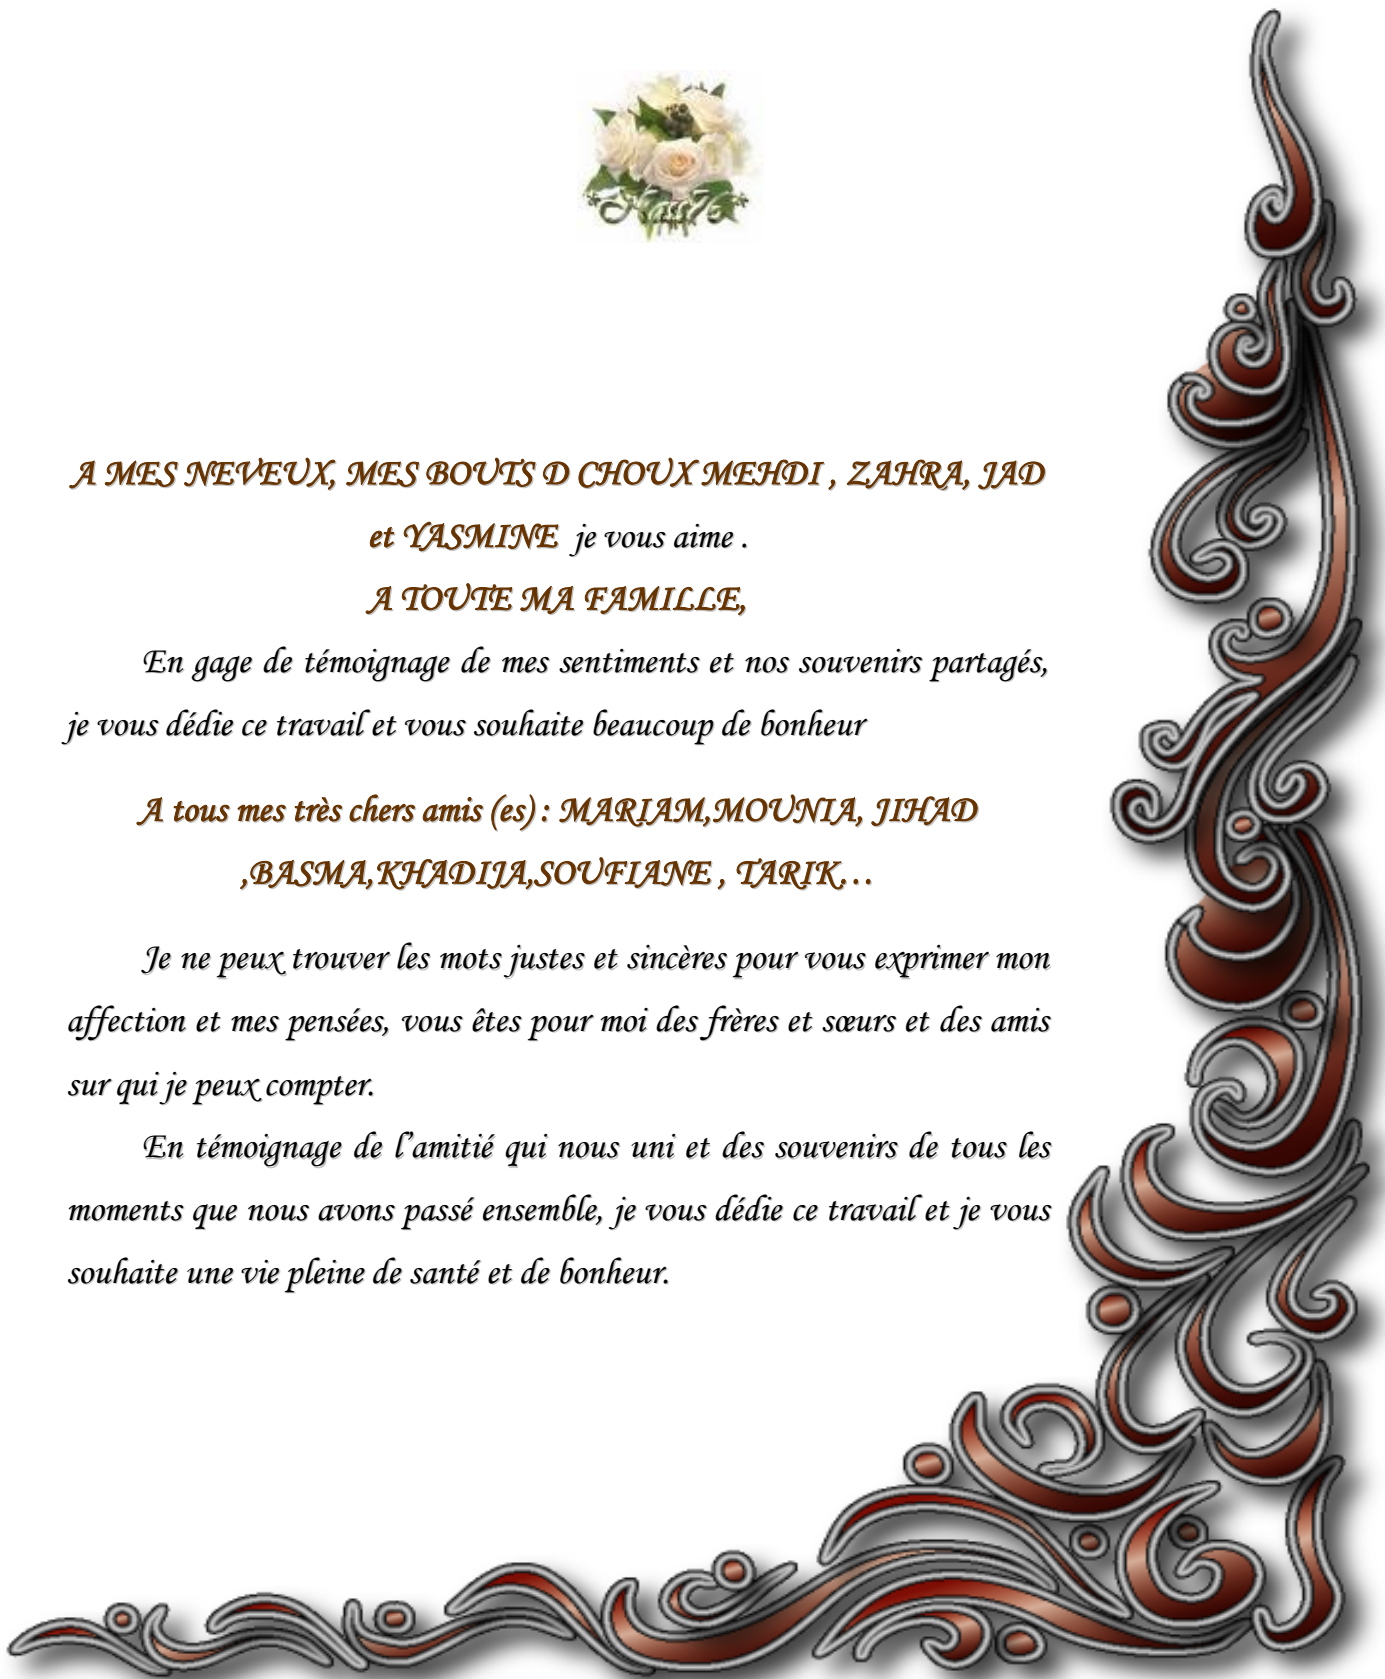 A MES NEVEUX, MES BOUTS D CHOUX MEHDI , ZAHRA, JAD
et YASMINE je vous aime .
A TOUTE MA FAMILLE,
En gage de témoignage de mes sentiments et nos souvenirs partagés,
je vous dédie ce travail et vous souhaite beaucoup de bonheur
A tous mes très chers amis (es) : MARIAM,MOUNIA, JIHAD
,BASMA,KHADIJA,SOUFIANE , TARIK…
Je ne peux trouver les mots justes et sincères pour vous exprimer mon
affection et mes pensées, vous êtes pour moi des frères et sœurs et des amis
sur qui je peux compter.
En témoignage de l’amitié qui nous uni et des souvenirs de tous les
moments que nous avons passé ensemble, je vous dédie ce travail et je vous
souhaite une vie pleine de santé et de bonheur.